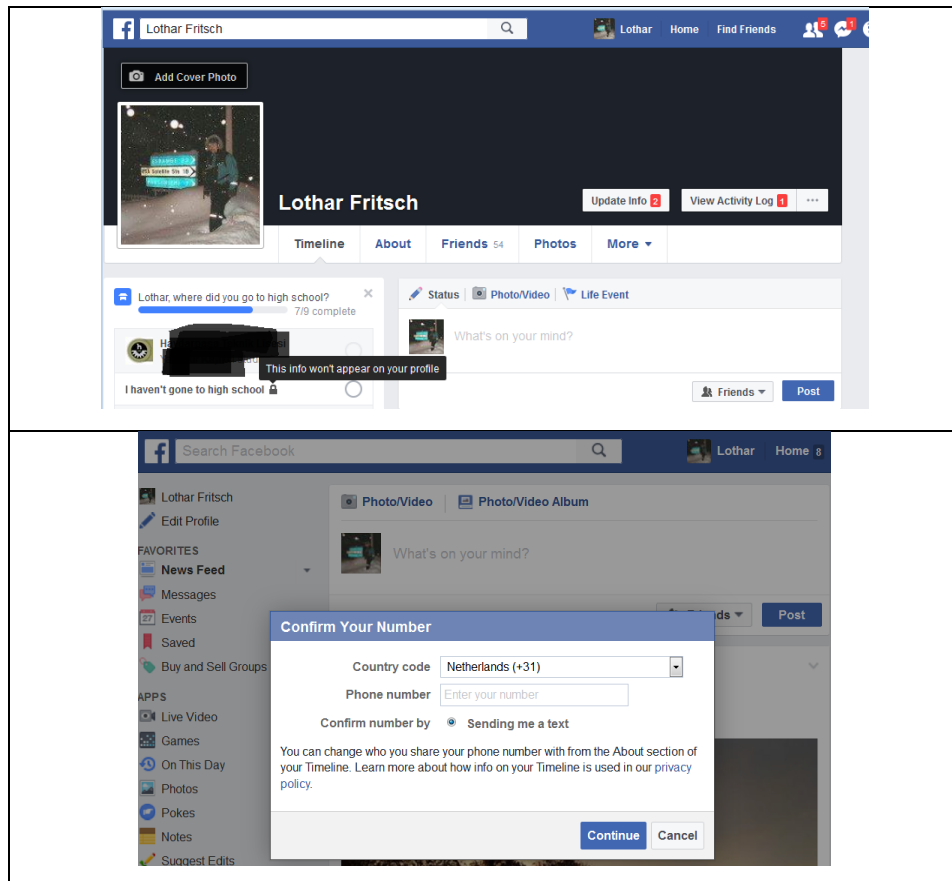 Lothar Fritsch
Lothar Home Find Friends 5 1
Add Cover Photo
Lothar Fritsch
Update Info 2 View Activity Log 1 ...
Timeline About Friends 54 Photos More
Lothar, where did you go to high school?
7/9 complete
This info won't appear on your profile
I haven't gone to high school
Status Photo/Video Life Event
What's on your mind?
Friends Post
Search Facebook
Lothar Home 8
Lothar Fritsch
Edit Profile
FAVORITES
News Feed
Messages
27 Events
Saved
Buy and Sell Groups
APPS
Live Video
Games
On This Day
Photos
Pokes
Notes
Suggest Edits
Photo/Video Photo/Video Album
What's on your mind?
Post
Confirm Your Number
Country code Netherlands (+31)
Phone number Enter your number
Confirm number by Sending me a text
You can change who you share your phone number with from the About section of
your Timeline. Learn more about how info on your Timeline is used in our privacy
policy.
Continue Cancel